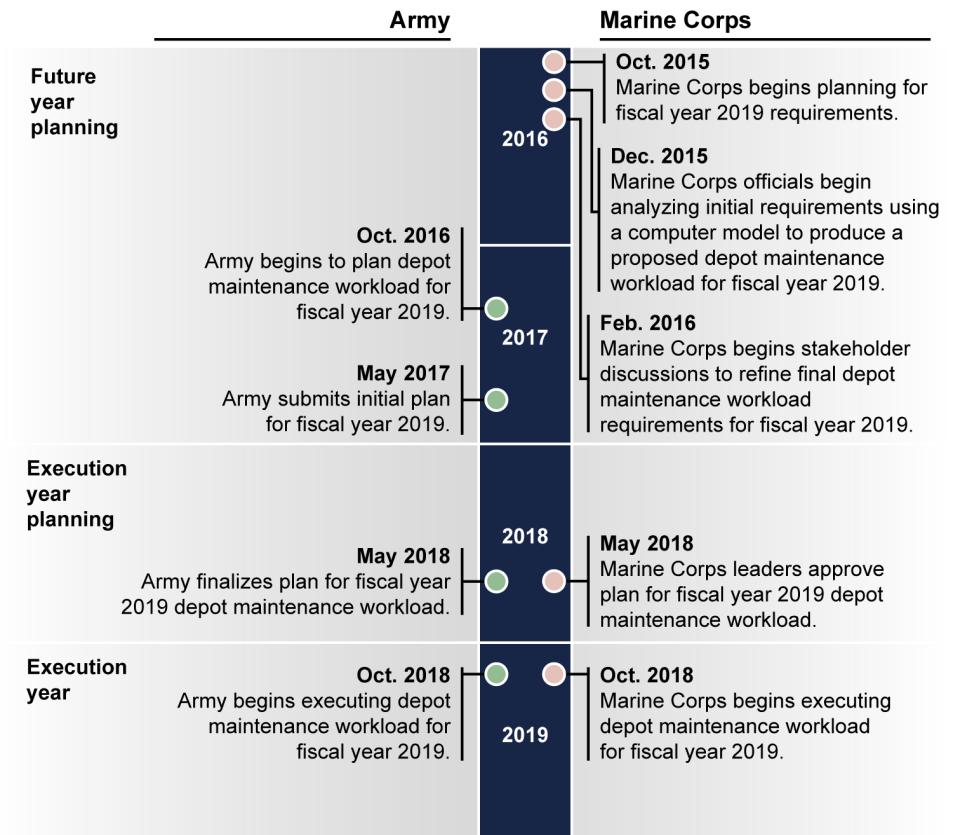 Army
Marine Corps
Future
year
planning
2016
Oct. 2015
Marine Corps begins planning for
fiscal year 2019 requirements.
Dec. 2015
Marine Corps officials begin
analyzing initial requirements using
a computer model to produce a
proposed depot maintenance
workload for fiscal year 2019.
Oct. 2016
Army begins to plan depot
maintenance workload for
fiscal year 2019.
2017
Feb. 2016
Marine Corps begins stakeholder
discussions to refine final depot
maintenance workload
requirements for fiscal year 2019.
May 2017
Army submits initial plan
for fiscal year 2019.
Execution
year
planning
2018
May 2018
Army finalizes plan for fiscal year
2019 depot maintenance workload.
May 2018
Marine Corps leaders approve
plan for fiscal year 2019 depot
maintenance workload.
Execution
year
Oct. 2018
Army begins executing depot
maintenance workload for
fiscal year 2019.
2019
Oct. 2018
Marine Corps begins executing
depot maintenance workload
for fiscal year 2019.